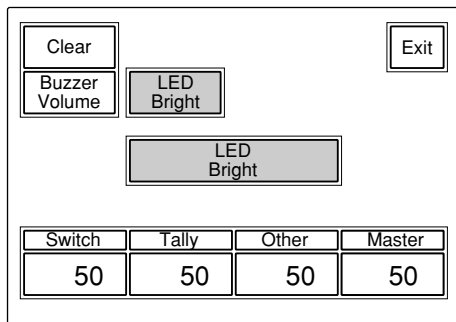 Clear
Exit
Buzzer
Volume
LED
Bright
LED
Bright
Switch Tally Other Master
50 50 50 50